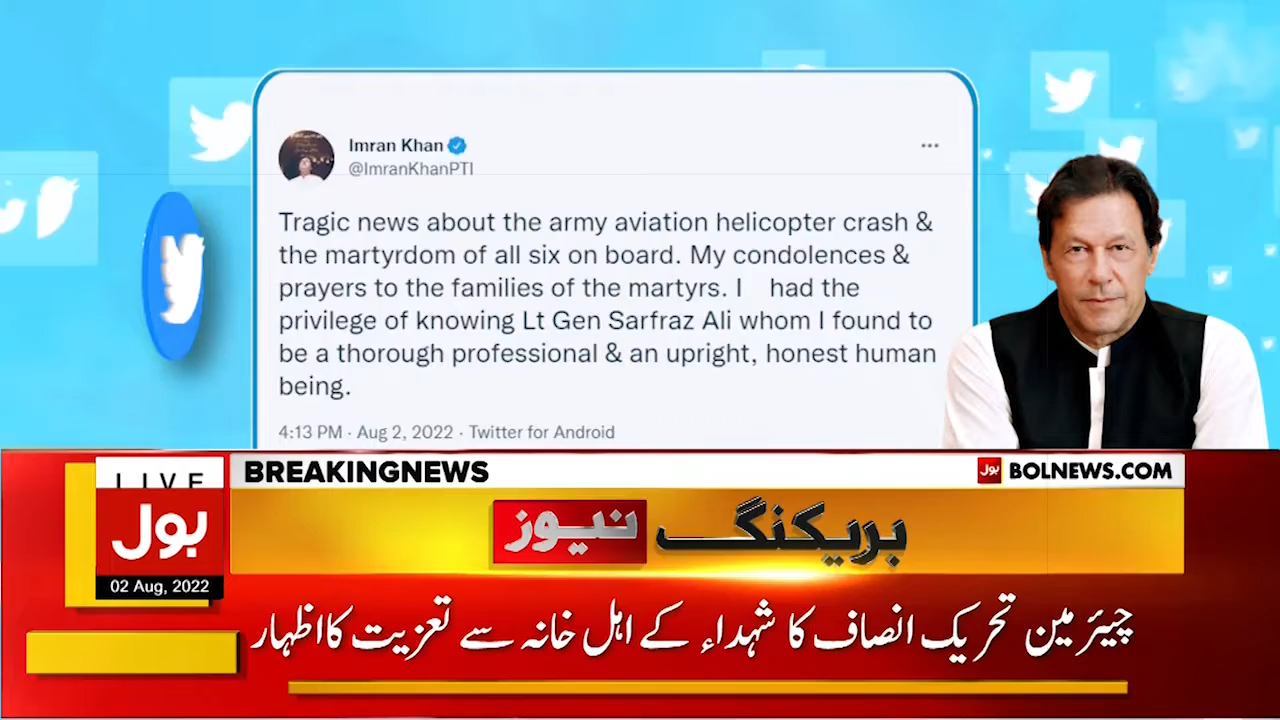 Imran Khan
@ImranKhanPTI
Tragic news about the army aviation helicopter crash &
the martyrdom of all six on board. My condolences &
prayers to the families of the martyrs. I had the
privilege of knowing Lt Gen Sarfraz Ali whom I found to
be a thorough professional & an upright, honest human
being.
4:13 PM · Aug 2, 2022 · Twitter for Android
LIVE
BREAKINGNEWS
بول
BOLNEWS.COM
بول
بریکنگ نیوز
02 Aug, 2022
چیئرمین تحریک انصاف کا شہداء کے اہل خانہ سے تعزیت کا اظہار